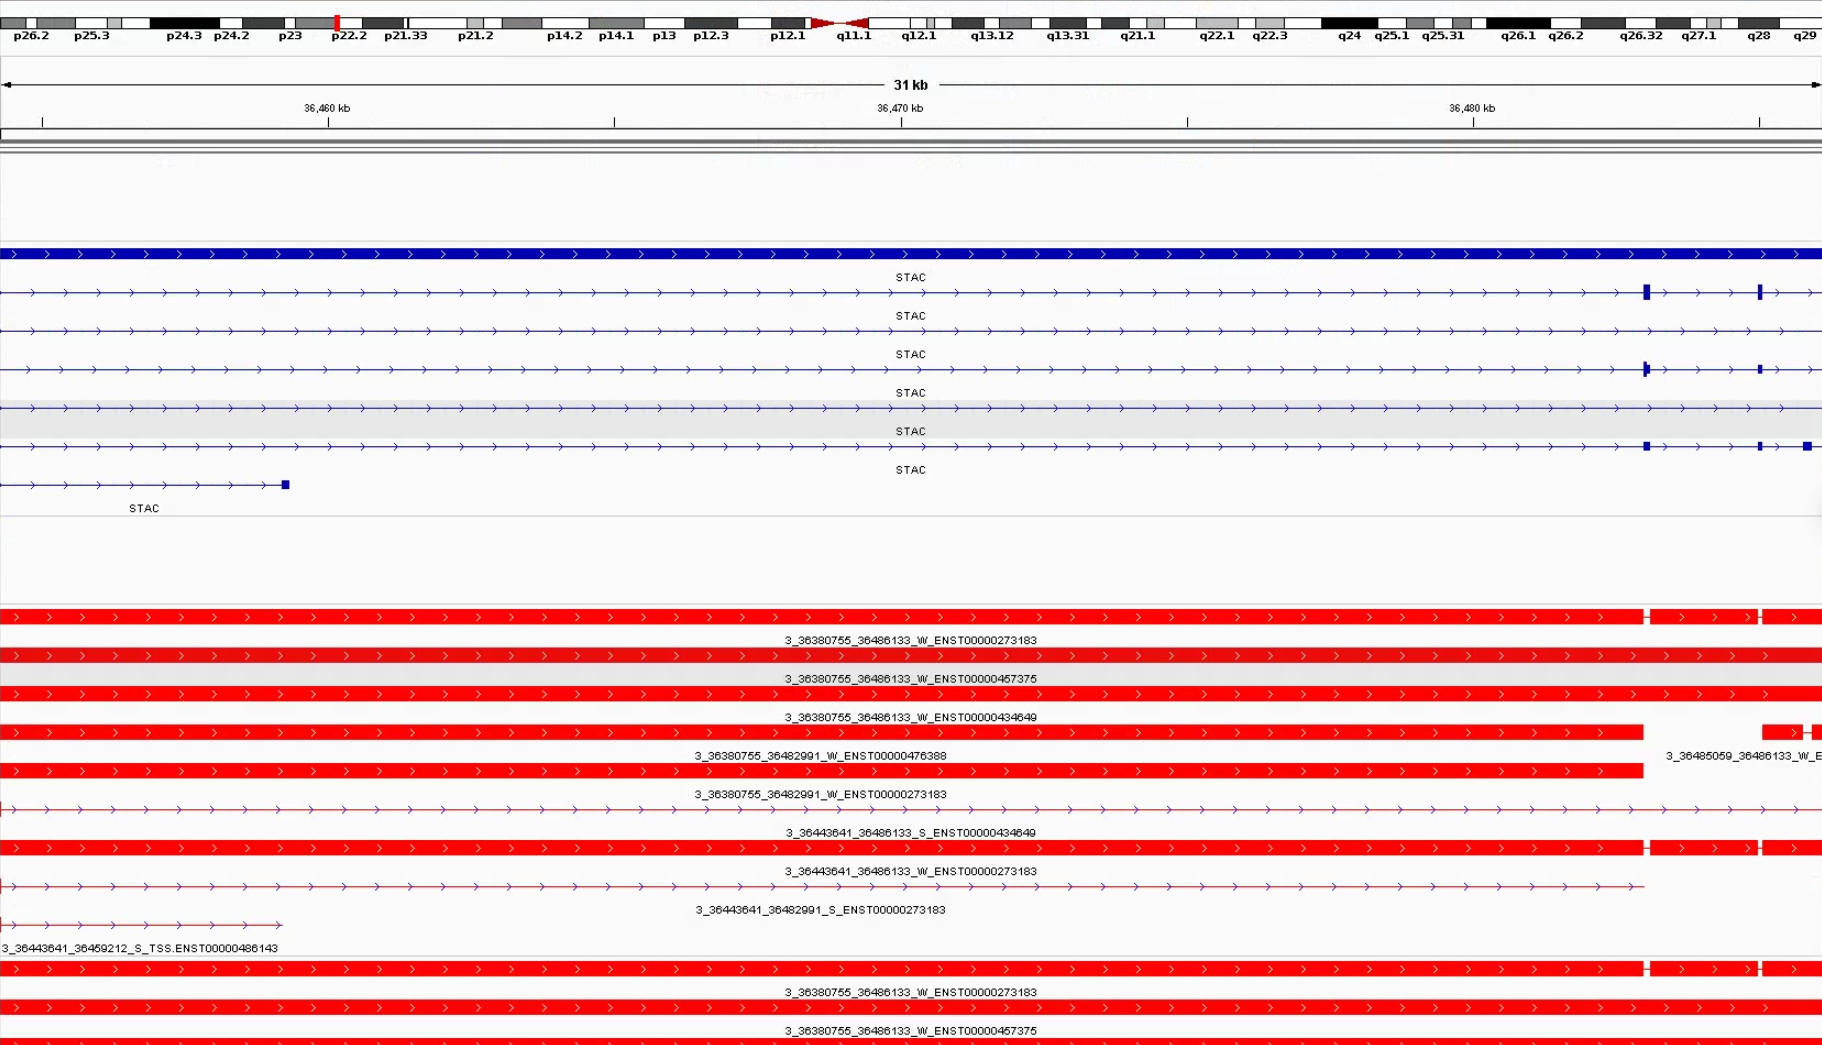 p26.2 p25.3 p24.3 p24.2 p23 p22.2 p21.33 p21.2 p14.2 p14.1 p13 p12.3 p12.1 q11.1 q12.1 q13.12 q13.31 q21.1 q22.1 q22.3 q24 q25.1 q25.31 q26.1 q26.2 q26.32 q27.1 q28 q29
31 kb
36,460 kb 36,470 kb 36,480 kb
STAC
STAC
STAC
STAC
STAC
STAC
STAC
3_36380755_36486133_W_ENST00000273183
3_36380755_36486133_W_ENST00000457375
3_36380755_36486133_W_ENST00000434649
3_36380755_36482991_W_ENST00000476388 3_36485059_36486133_W_E
3_36380755_36482991_W_ENST00000273183
3_36443641_36486133_S_ENST00000434649
3_36443641_36486133_W_ENST00000273183
3_36443641_36482991_S_ENST00000273183
3_36443641_36459212_S_TSS.ENST00000486143
3_36380755_36486133_W_ENST00000273183
3_36380755_36486133_W_ENST00000457375